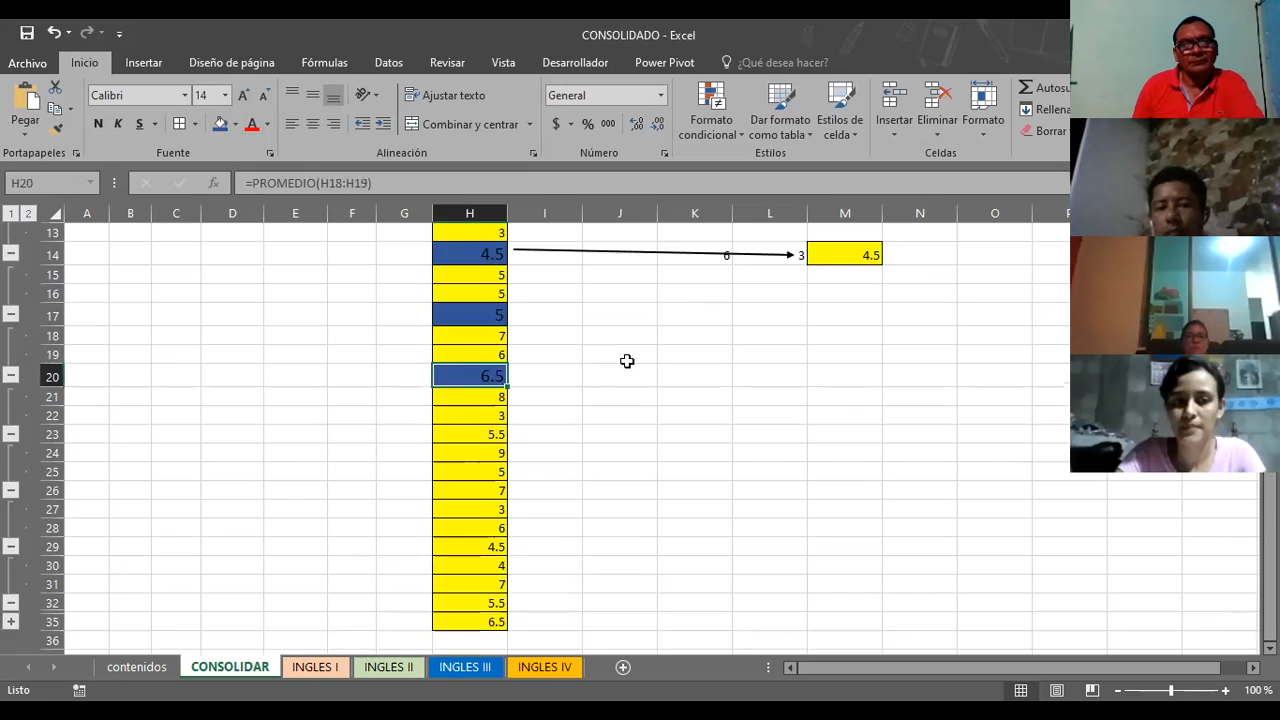 CONSOLIDADO - Excel
Archivo Inicio Insertar Diseño de página Fórmulas Datos Revisar Vista Desarrollador Power Pivot ¿Qué desea hacer?
Pegar
Calibri 14
Ajustar texto
General
Formato condicional
Dar formato como tabla
Estilos de celda
Insertar Eliminar Formato
Autosu
Rellena
Borrar
N K S
Combinar y centrar
$ % 000
Portapapeles Fuente Alineación Número Estilos Celdas
H20 fx =PROMEDIO(H18:H19)
1 2 A B C D E F G H I J K L M N O
13 3
14 4.5 6 3 4.5
15 5
16 5
17 5
18 7
19 6
20 6.5
21 8
22 3
23 5.5
24 9
25 5
26 7
27 3
28 6
29 4.5
30 4
31 7
32 5.5
35 6.5
36
contenidos CONSOLIDAR INGLES I INGLES II INGLES III INGLES IV
Listo 100 %